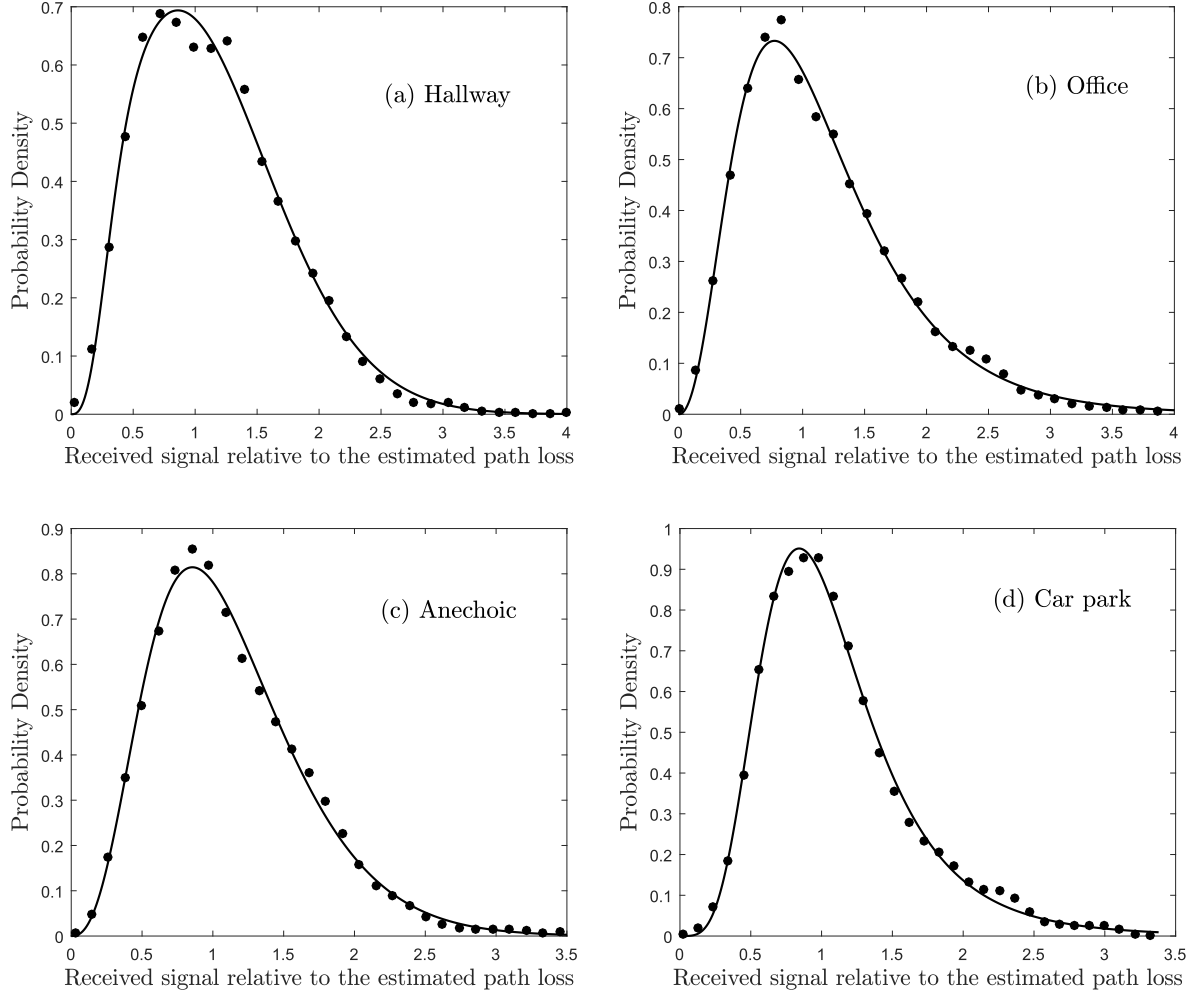 0.7
0.6
0.5
0.4
0.3
0.2
0.1
0
Probability Density
(a) Hallway
0 0.5 1 1.5 2 2.5 3 3.5 4
Received signal relative to the estimated path loss
0.8
0.7
0.6
0.5
0.4
0.3
0.2
0.1
0
Probability Density
(b) Office
0 0.5 1 1.5 2 2.5 3 3.5 4
Received signal relative to the estimated path loss
0.9
0.8
0.7
0.6
0.5
0.4
0.3
0.2
0.1
0
Probability Density
(c) Anechoic
0 0.5 1 1.5 2 2.5 3 3.5
Received signal relative to the estimated path loss
1
0.9
0.8
0.7
0.6
0.5
0.4
0.3
0.2
0.1
0
Probability Density
(d) Car park
0 0.5 1 1.5 2 2.5 3 3.5
Received signal relative to the estimated path loss